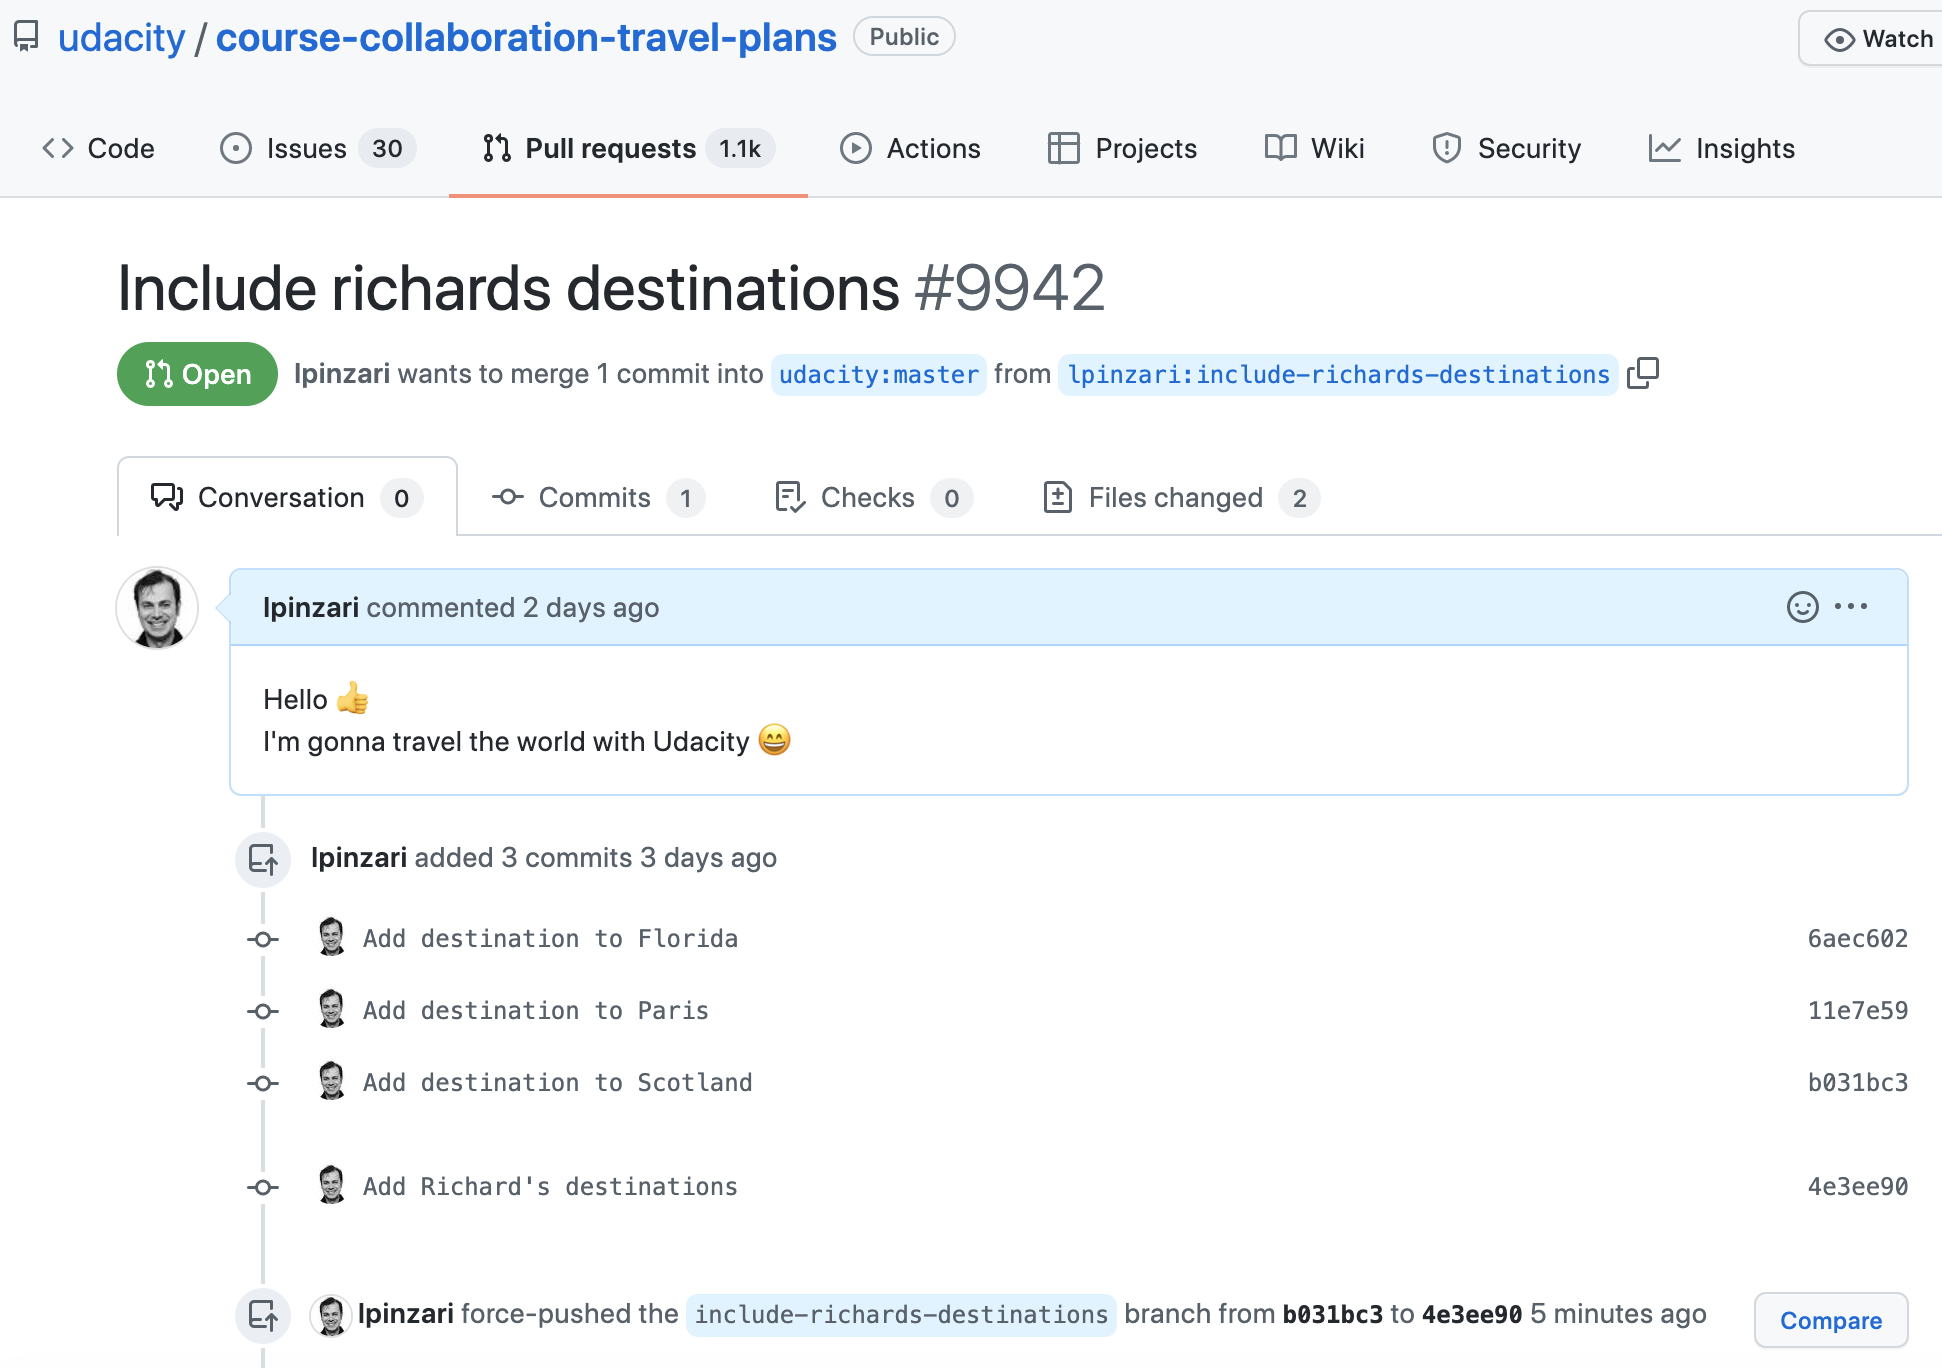 udacity / course-collaboration-travel-plans Public Watch
Code Issues 30 Pull requests 1.1k Actions Projects Wiki Security Insights
Include richards destinations #9942
Open lpinzari wants to merge 1 commit into udacity:master from lpinzari:include-richards-destinations
Conversation 0 Commits 1 Checks 0 Files changed 2
lpinzari commented 2 days ago
Hello 👍
I'm gonna travel the world with Udacity 😄
lpinzari added 3 commits 3 days ago
Add destination to Florida 6aec602
Add destination to Paris 11e7e59
Add destination to Scotland b031bc3
Add Richard's destinations 4e3ee90
lpinzari force-pushed the include-richards-destinations branch from b031bc3 to 4e3ee90 5 minutes ago Compare